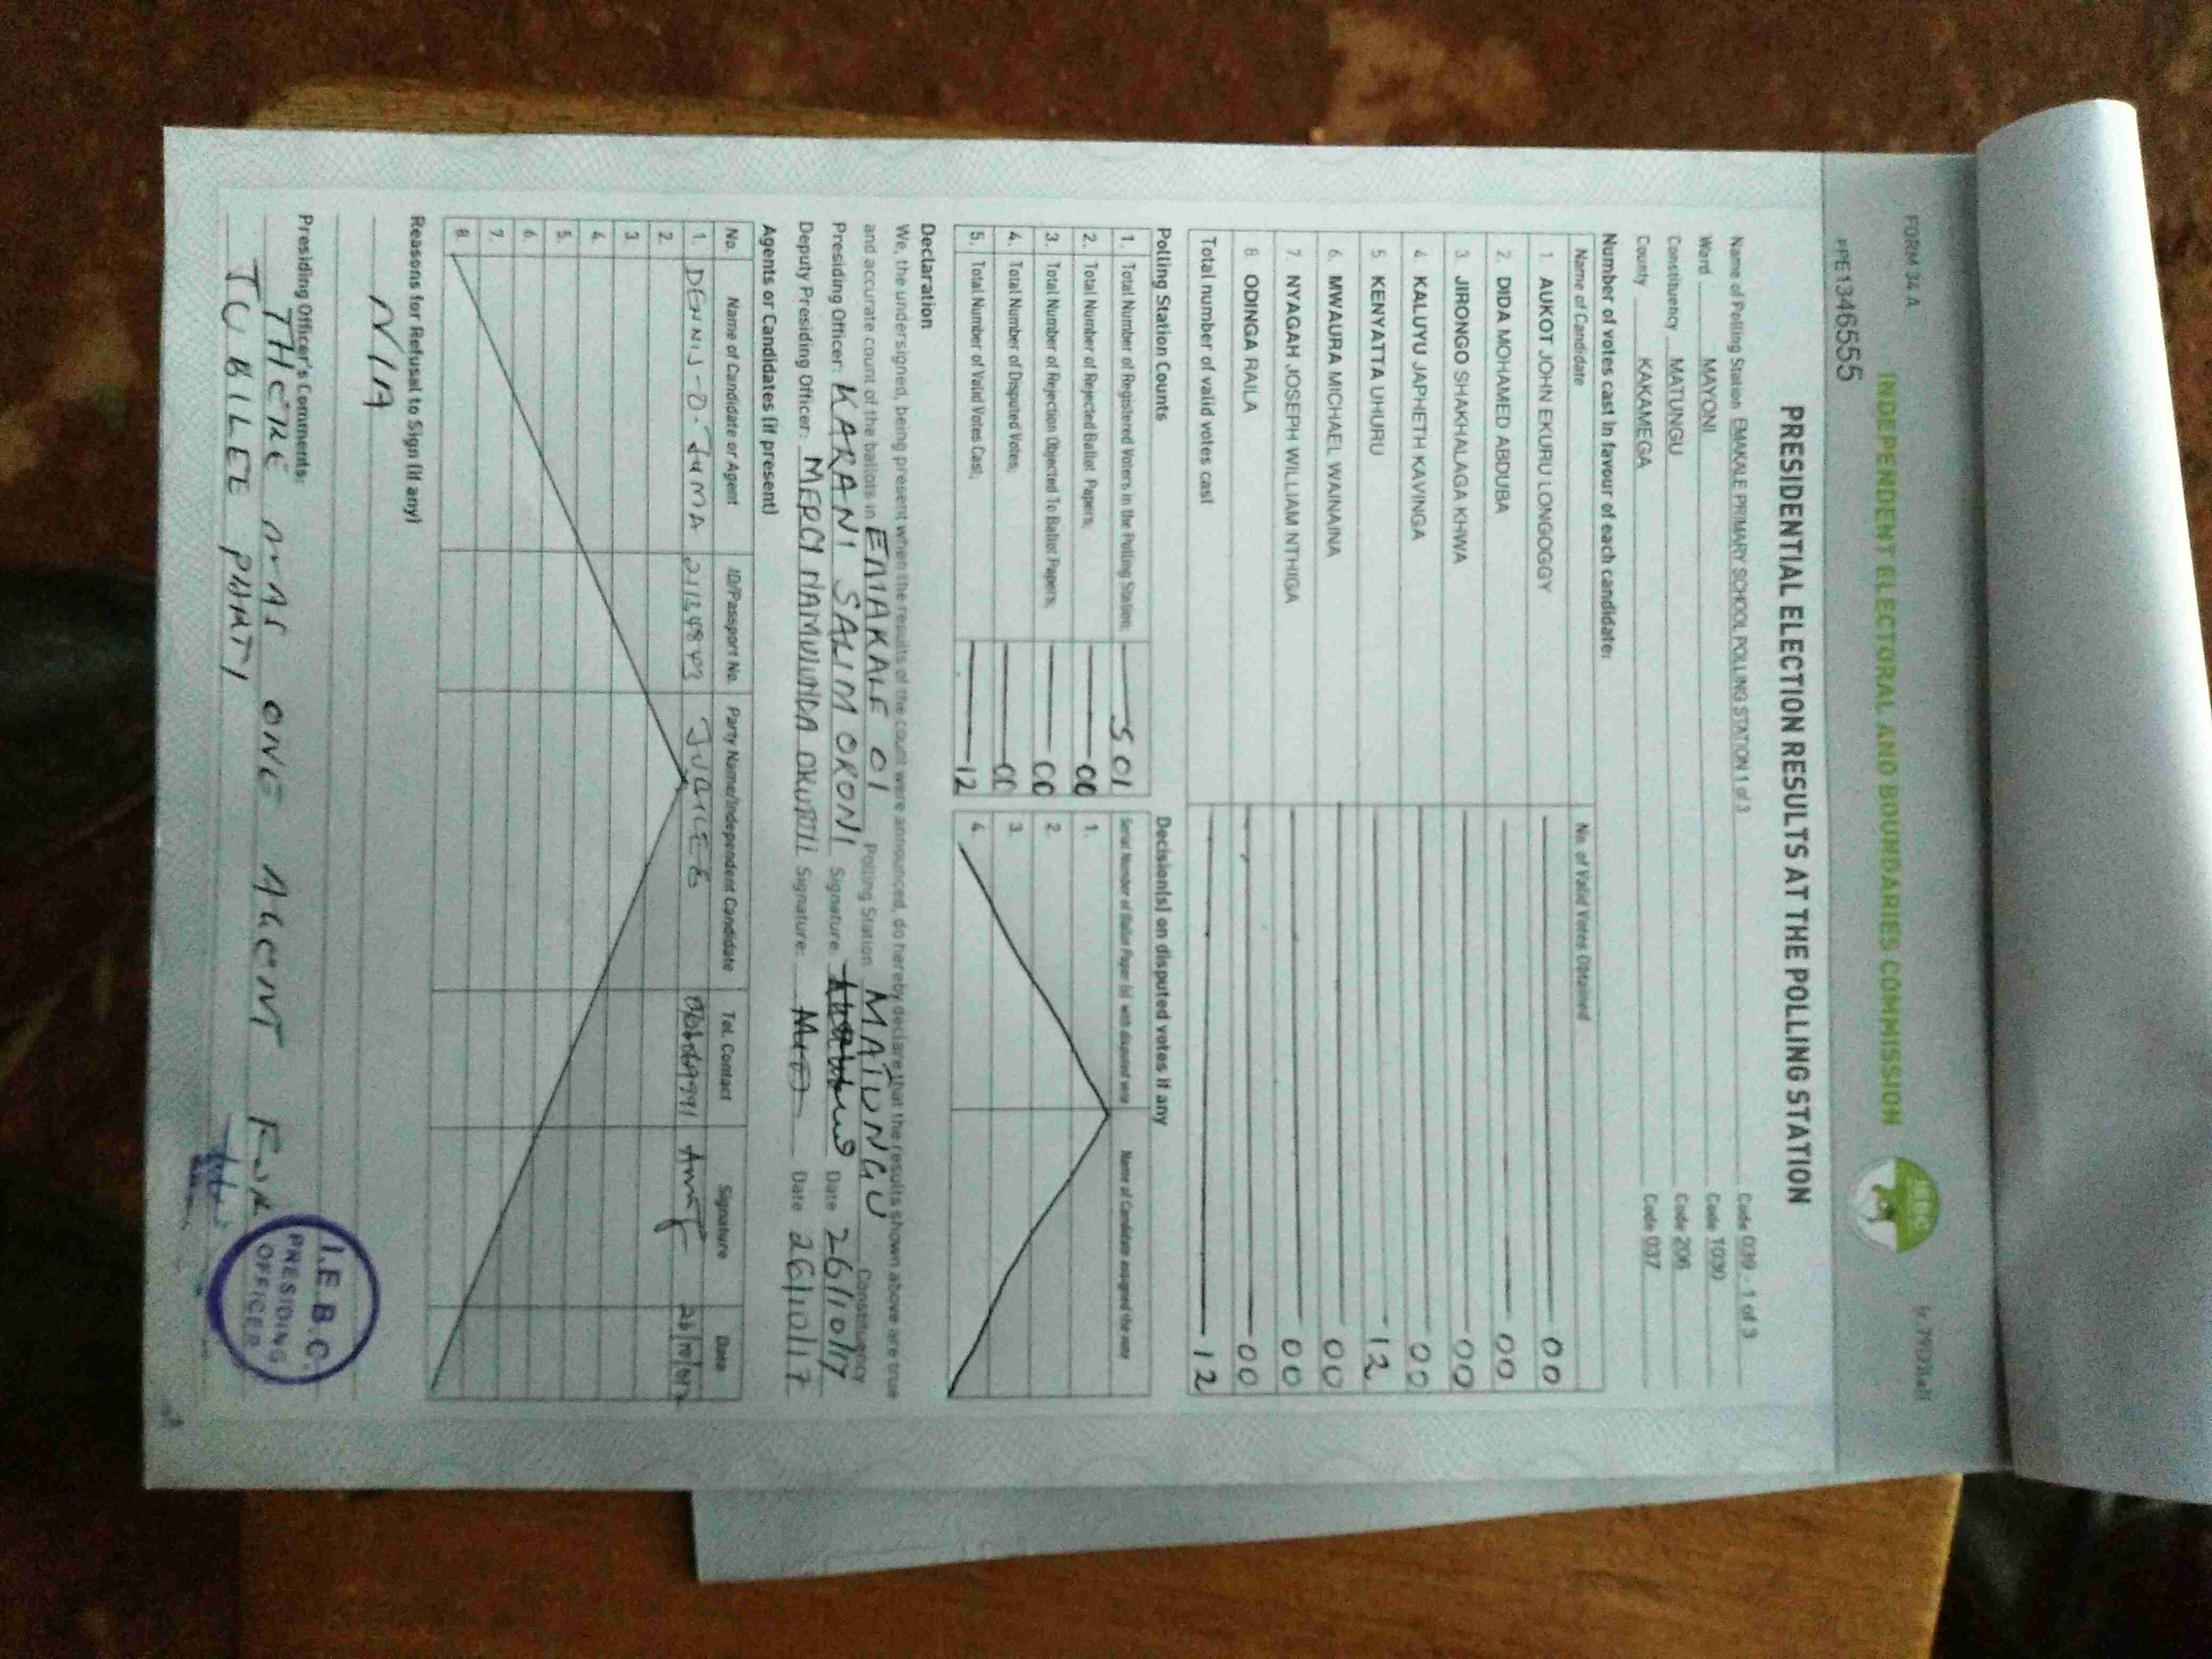 FORM 34 A
INDEPENDENT ELECTORAL AND BOUNDARIES COMMISSION
IEBC
PRESIDENTIAL ELECTION RESULTS AT THE POLLING STATION
Name of Polling Station EMAKALE PRIMARY SCHOOL POLLING STATION 1 of 3 Code 039 - 1 of 3
Ward MAYONI Code 1030
Constituency MATUNGU Code 206
County KAKAMEGA Code 037
Number of votes cast in favour of each candidate:
Name of Candidate No. of Valid Votes Obtained
1. AUKOT JOHN EKURU LONGOGGY 00
2. DIDA MOHAMED ABDUBA 00
3. JIRONGO SHAKHALAGA KHWA 00
4. KALUYU JAPHETH KAVINGA 00
5 KENYATTA UHURU 12
6. MWAURA MICHAEL WAINAINA 00
7. NYAGAH JOSEPH WILLIAM NTHIGA 00
8. ODINGA RAILA 00
Total number of valid votes cast 12
Polling Station Counts
1. Total Number of Registered Voters in the Polling Station; 501
2. Total Number of Rejected Ballot Papers; 00
3. Total Number of Rejection Objected To Ballot Papers; 00
4. Total Number of Disputed Votes; 00
5. Total Number of Valid Votes Cast; 12
Decision(s) on disputed votes if any
Serial Number of Ballot Paper (s) with disputed vote Name of Candidate assigned the vote
1.
2
3.
4
Declaration
We, the undersigned, being present when the results of the count were announced, do hereby declare that the results shown above are true
and accurate count of the ballots in EMAKALE 01 Polling Station MATUNGU Constituency
Presiding Officer: KARANI SALIM OKONI Signature: Date 26/10/17
Deputy Presiding Officer: MERCY Signature: Date 26/10/17
Agents or Candidates (if present)
No. Name of Candidate or Agent ID/Passport No. Party Name/Independent Candidate Tel. Contact Signature Date
1. DENNIS-O. JUMA JUBILEE 26/10/017
2.
3.
4.
5.
6.
7.
8.
Reasons for Refusal to Sign (if any)
N/A
Presiding Officer's Comments:
THERE WAS ONE AGENT FOR
JUBILEE PARTY
I.E.B.C.
PRESIDING
OFFICER